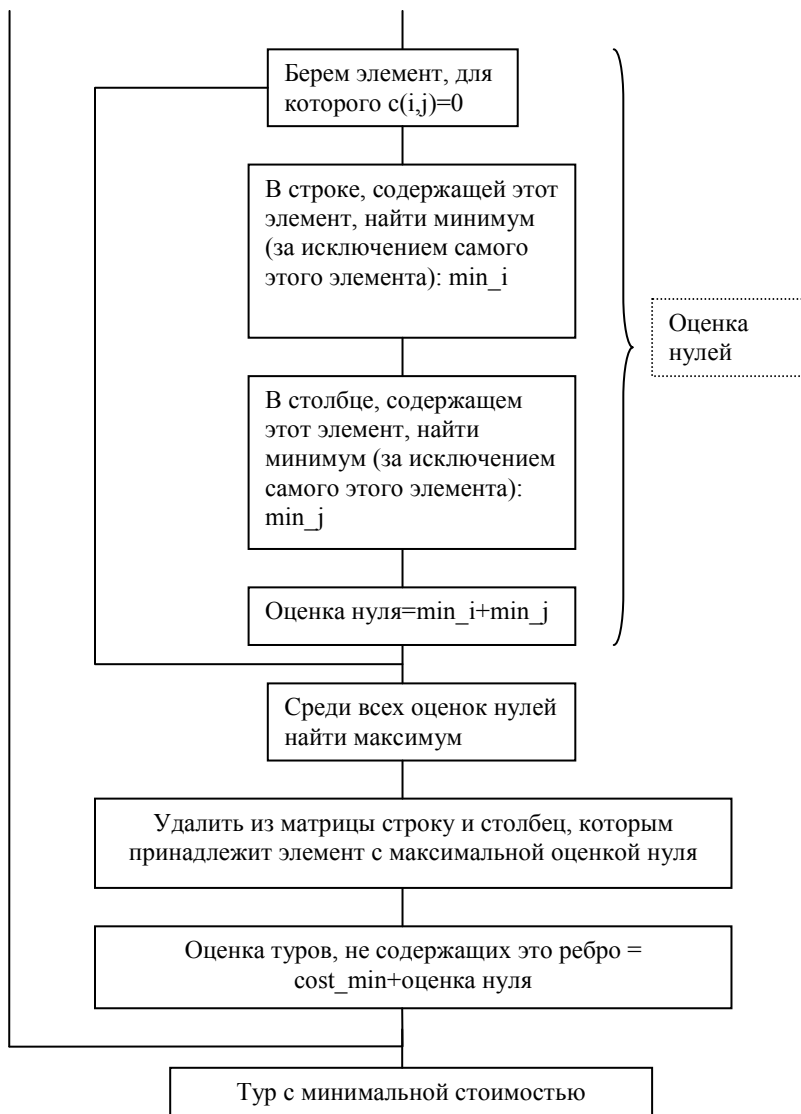 Берем элемент, для
которого c(i,j)=0
В строке, содержащей этот
элемент, найти минимум
(за исключением самого
этого элемента): min_i
Оценка
нулей
В столбце, содержащем
этот элемент, найти
минимум (за исключением
самого этого элемента):
min_j
Оценка нуля=min_i+min_j
Среди всех оценок нулей
найти максимум
Удалить из матрицы строку и столбец, которым
принадлежит элемент с максимальной оценкой нуля
Оценка туров, не содержащих это ребро =
cost_min+оценка нуля
Тур с минимальной стоимостью